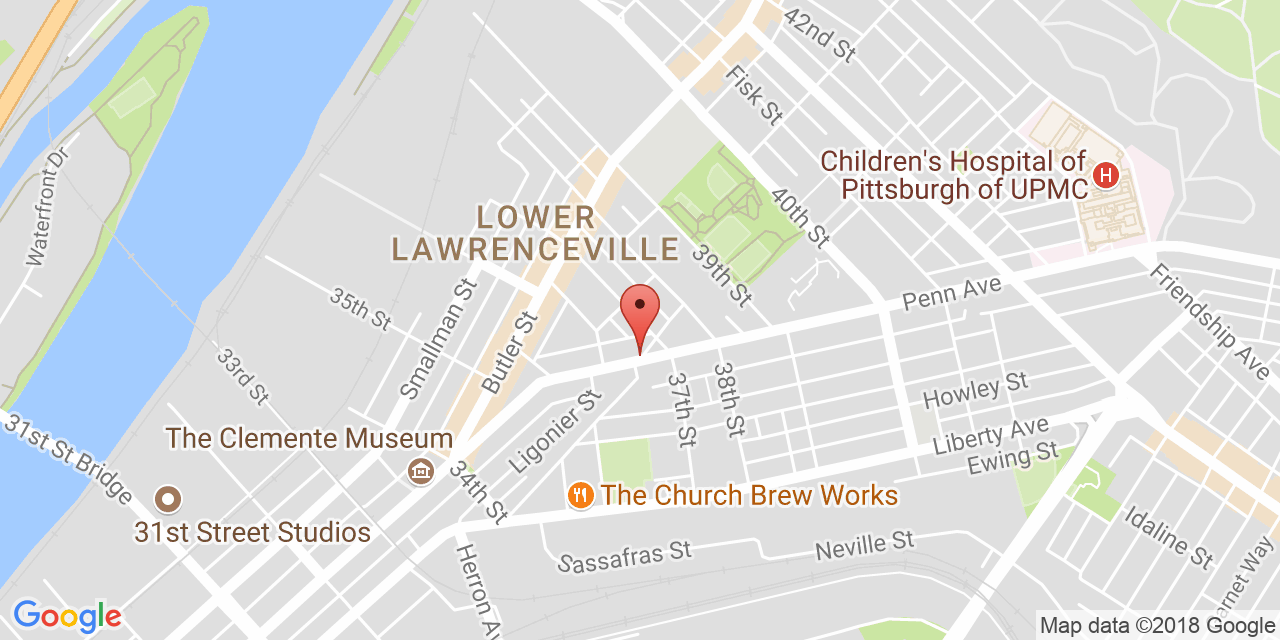 42nd St
Fisk St
Children's Hospital of
Pittsburgh of UPMC
Waterfront Dr
40th St
LOWER
LAWRENCEVILLE
39th St
Friendship Ave
35th St
Smallman St
Penn Ave
Butler St
33rd St
37th St
38th St
Howley St
Ligonier St
Liberty Ave
Ewing St
31st St Bridge
The Clemente Museum
34th St
The Church Brew Works
31st Street Studios
Idaline St
Sassafras St
Neville St
Herron Av
arnet Way
Google
Map data ©2018 Google